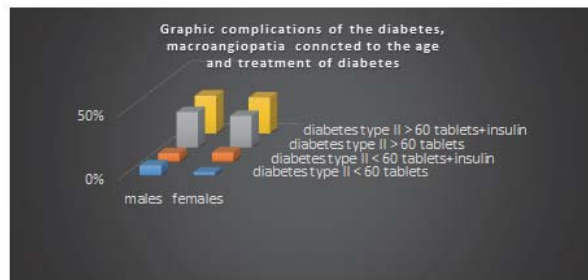 Graphic complications of the diabetes,
macroangiopatia conncted to the age
and treatment of diabetes
50%
0%
diabetes type II > 60 tablets+insulin
diabetes type II > 60 tablets
diabetes type II < 60 tablets+insulin
diabetes type II < 60 tablets
males females